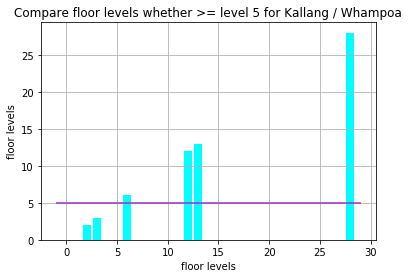 Compare floor levels whether >= level 5 for Kallang / Whampoa
floor levels
25
20
15
10
5
0
0 5 10 15 20 25 30
floor levels